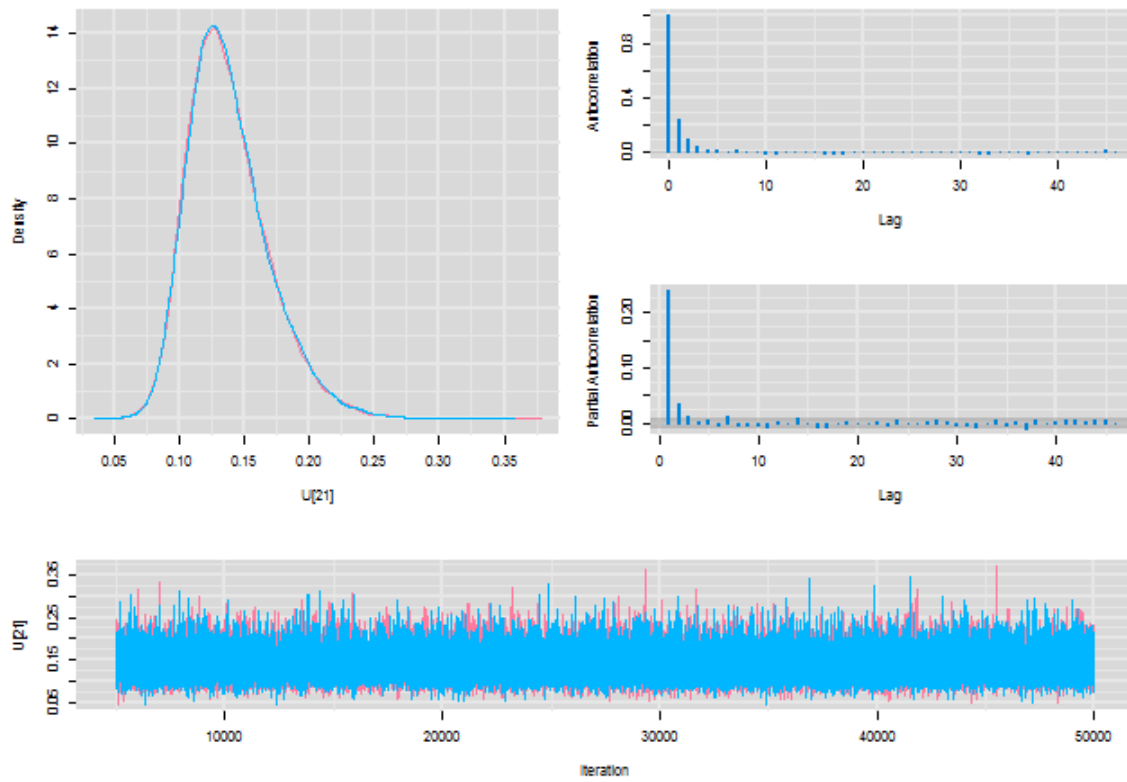 Density
0
2
4
6
8
10
12
14
0.05 0.10 0.15 0.20 0.25 0.30 0.35
U[21]
Autocorrelation
0.0 0.4 0.8
0 10 20 30 40
Lag
Partial Autocorrelation
0.00 0.10 0.20
0 10 20 30 40
Lag
U[21]
0.05 0.15 0.25 0.35
10000 20000 30000 40000 50000
Iteration